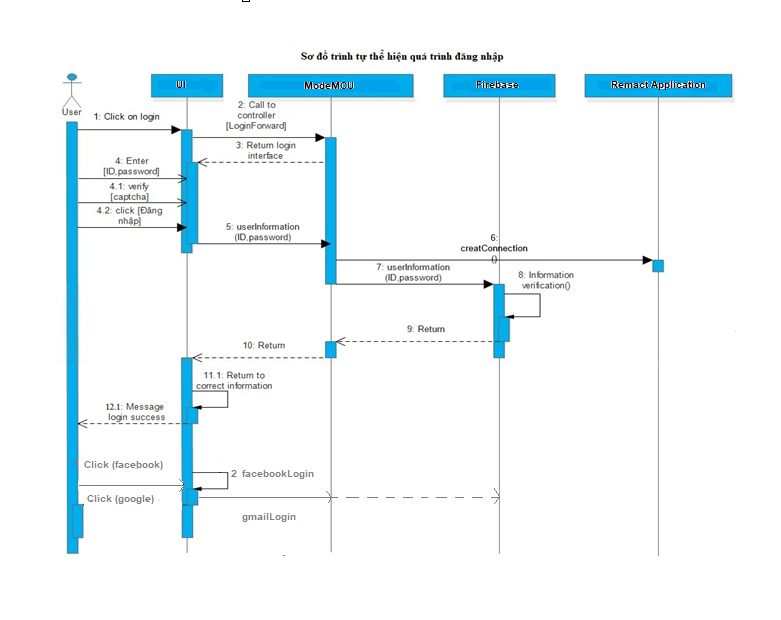 Sơ đồ trình tự thể hiện quá trình đăng nhập
UI
ModeMCU
Firebase
Remact Application
User
1: Click on login
2: Call to
controller
[LoginForward]
3: Return login
interface
4: Enter
[ID,password]
4.1: verify
[captcha]
4.2: click [Đăng
nhập]
5: userInformation
(ID,password)
6:
creatConnection
()
7: userInformation
(ID,password)
8: Information
verification()
9: Return
10: Return
11.1: Return to
correct information
12.1: Message
login success
Click (facebook)
2 facebookLogin
Click (google)
gmailLogin